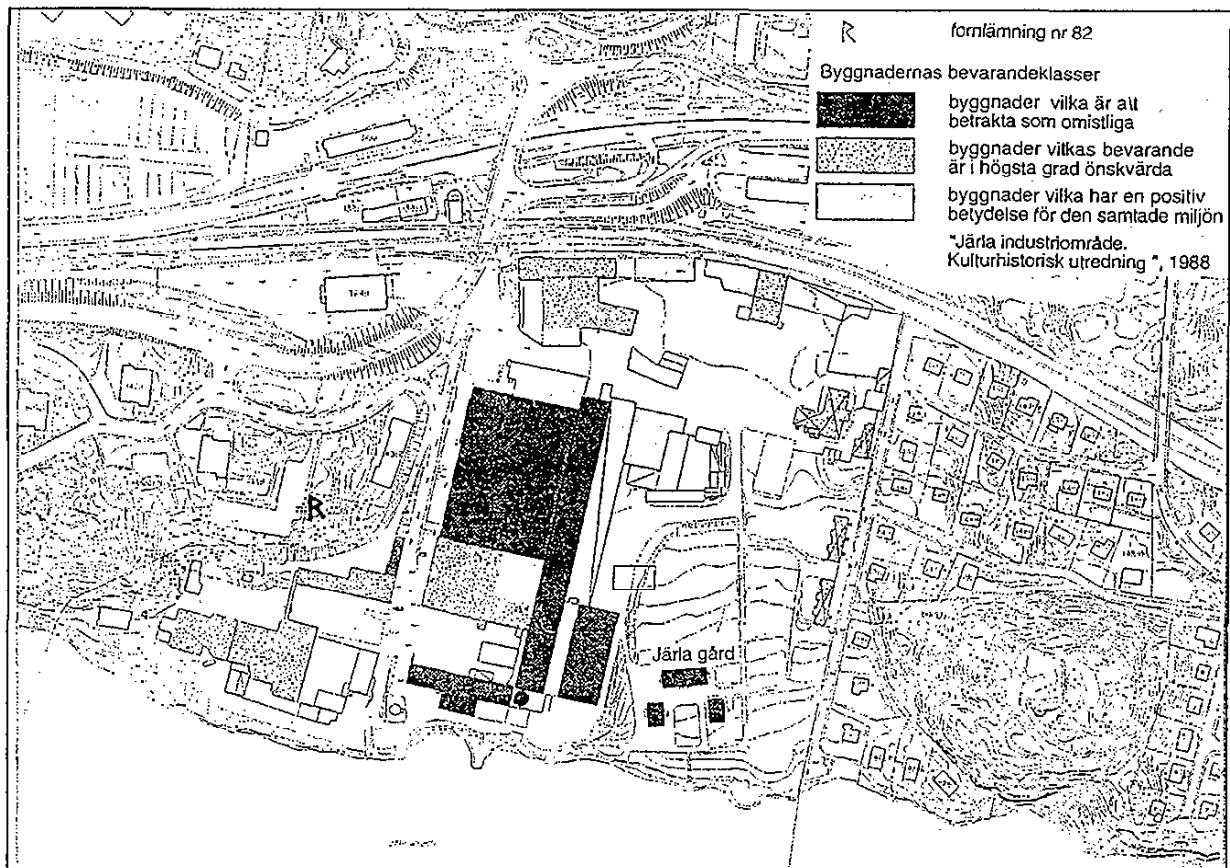 R fornlämning nr 82
Byggnadernas bevarandeklasser
byggnader vilka är att
betrakta som omistliga
byggnader vilkas bevarande
är i högsta grad önskvärda
byggnader vilka har en positiv
betydelse för den samlade miljön
"Järla industriområde.
Kulturhistorisk utredning", 1988
R
Järla gård